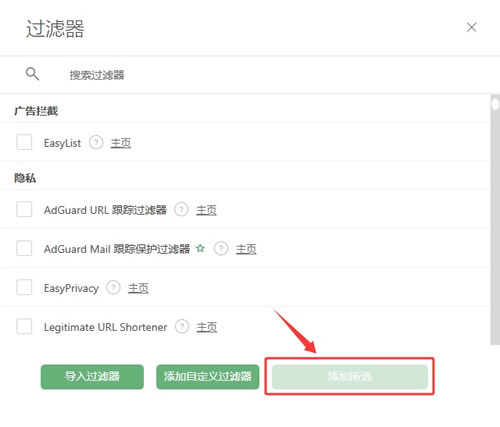 过滤器
搜索过滤器
广告拦截
EasyList ? 主页
隐私
AdGuard URL 跟踪过滤器 ? 主页
AdGuard Mail 跟踪保护过滤器 ? 主页
EasyPrivacy ? 主页
Legitimate URL Shortener ? 主页
导入过滤器 添加自定义过滤器 添加所选